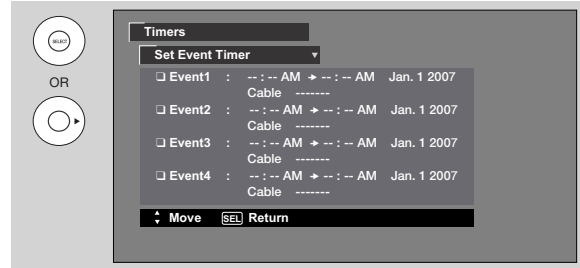 SELECT
OR
Timers
Set Event Timer ▼
❏ Event1 : -- : -- AM ➔ -- : -- AM Jan. 1 2007
Cable -------
❏ Event2 : -- : -- AM ➔ -- : -- AM Jan. 1 2007
Cable -------
❏ Event3 : -- : -- AM ➔ -- : -- AM Jan. 1 2007
Cable -------
❏ Event4 : -- : -- AM ➔ -- : -- AM Jan. 1 2007
Cable -------
Move SEL Return